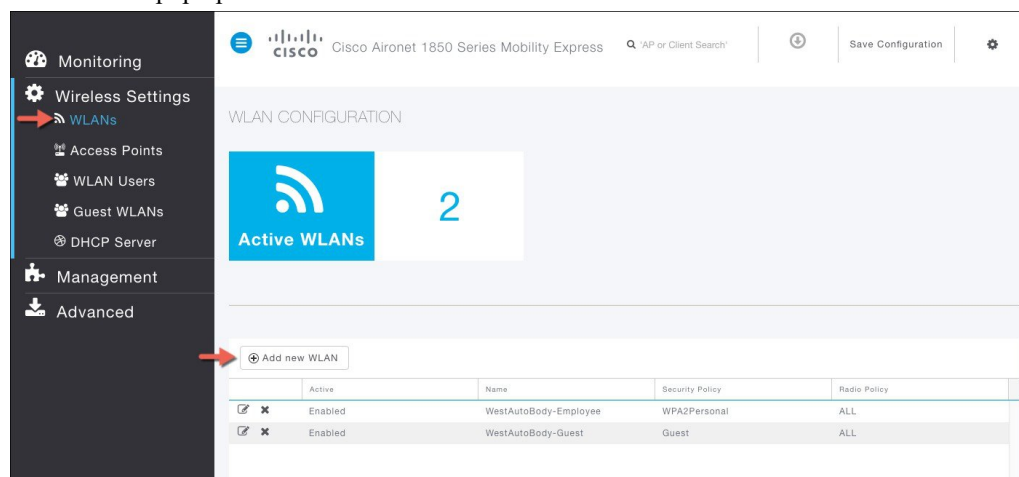 Monitoring
Wireless Settings
WLANs
Access Points
WLAN Users
Guest WLANs
DHCP Server
Management
Advanced
CISCO Cisco Aironet 1850 Series Mobility Express 'AP or Client Search' Save Configuration
WLAN CONFIGURATION
Active WLANs
2
Add new WLAN
Active Name Security Policy Radio Policy
Enabled WestAutoBody-Employee WPA2Personal ALL
Enabled WestAutoBody-Guest Guest ALL